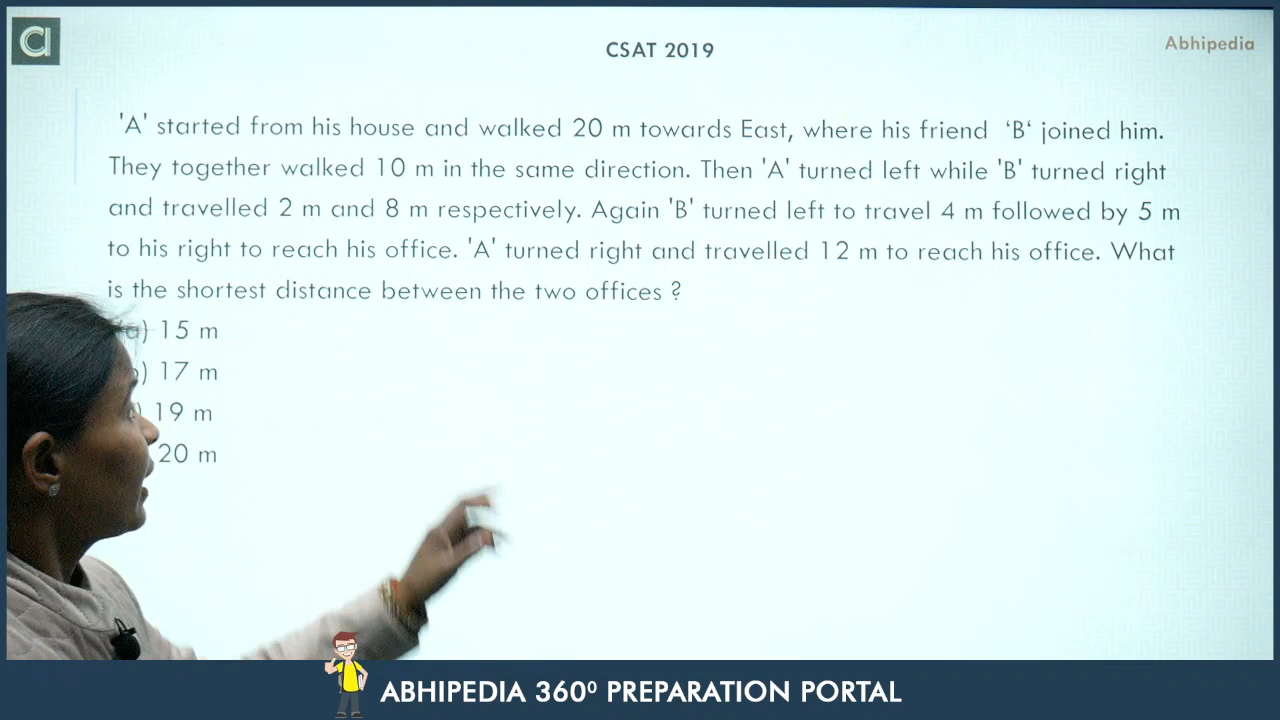 CSAT 2019
Abhipedia
'A' started from his house and walked 20 m towards East, where his friend ‘B‘ joined him.
They together walked 10 m in the same direction. Then 'A' turned left while 'B' turned right
and travelled 2 m and 8 m respectively. Again 'B' turned left to travel 4 m followed by 5 m
to his right to reach his office. 'A' turned right and travelled 12 m to reach his office. What
is the shortest distance between the two offices ?
a) 15 m
) 17 m
) 19 m
20 m
ABHIPEDIA 360⁰ PREPARATION PORTAL